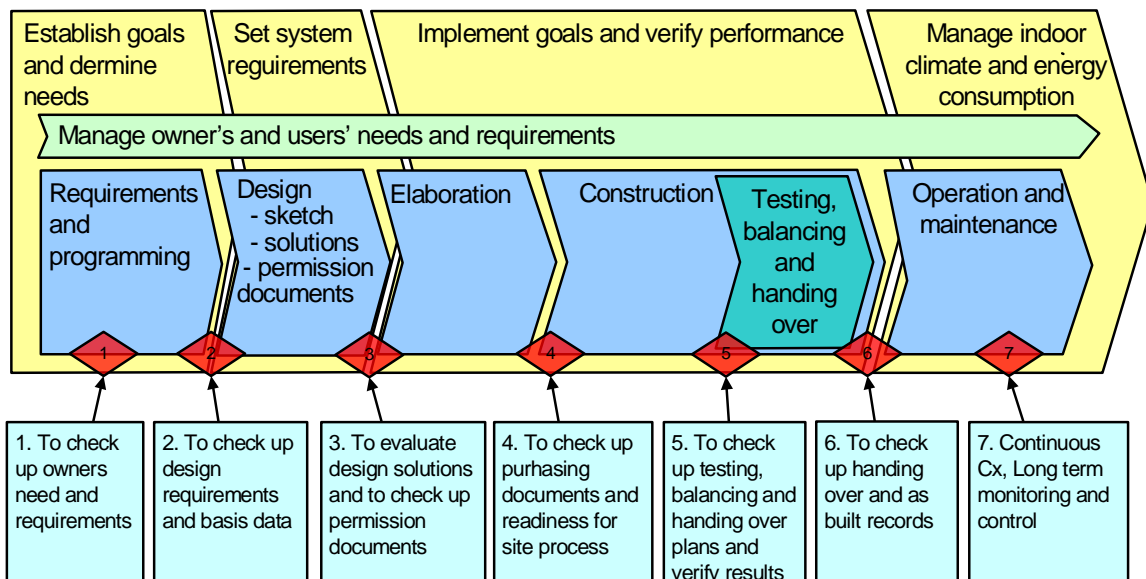 Establish goals
and dermine
needs
Set system
reguirements
Implement goals and verify performance
Manage indoor
climate and energy
consumption
Manage owner's and users' needs and requirements
Requirements
and
programming
Design
- sketch
- solutions
- permission
documents
Elaboration
Construction
Testing,
balancing
and
handing
over
Operation and
maintenance
1
2
3
4
5
6
7
1. To check
up owners
need and
requirements
2. To check up
design
requirements
and basis data
3. To evaluate
design solutions
and to check up
permission
documents
4. To check up
purhasing
documents and
readiness for
site process
5. To check
up testing,
balancing and
handing over
plans and
verify results
6. To check
up handing
over and as
built records
7. Continuous
Cx, Long term
monitoring and
control